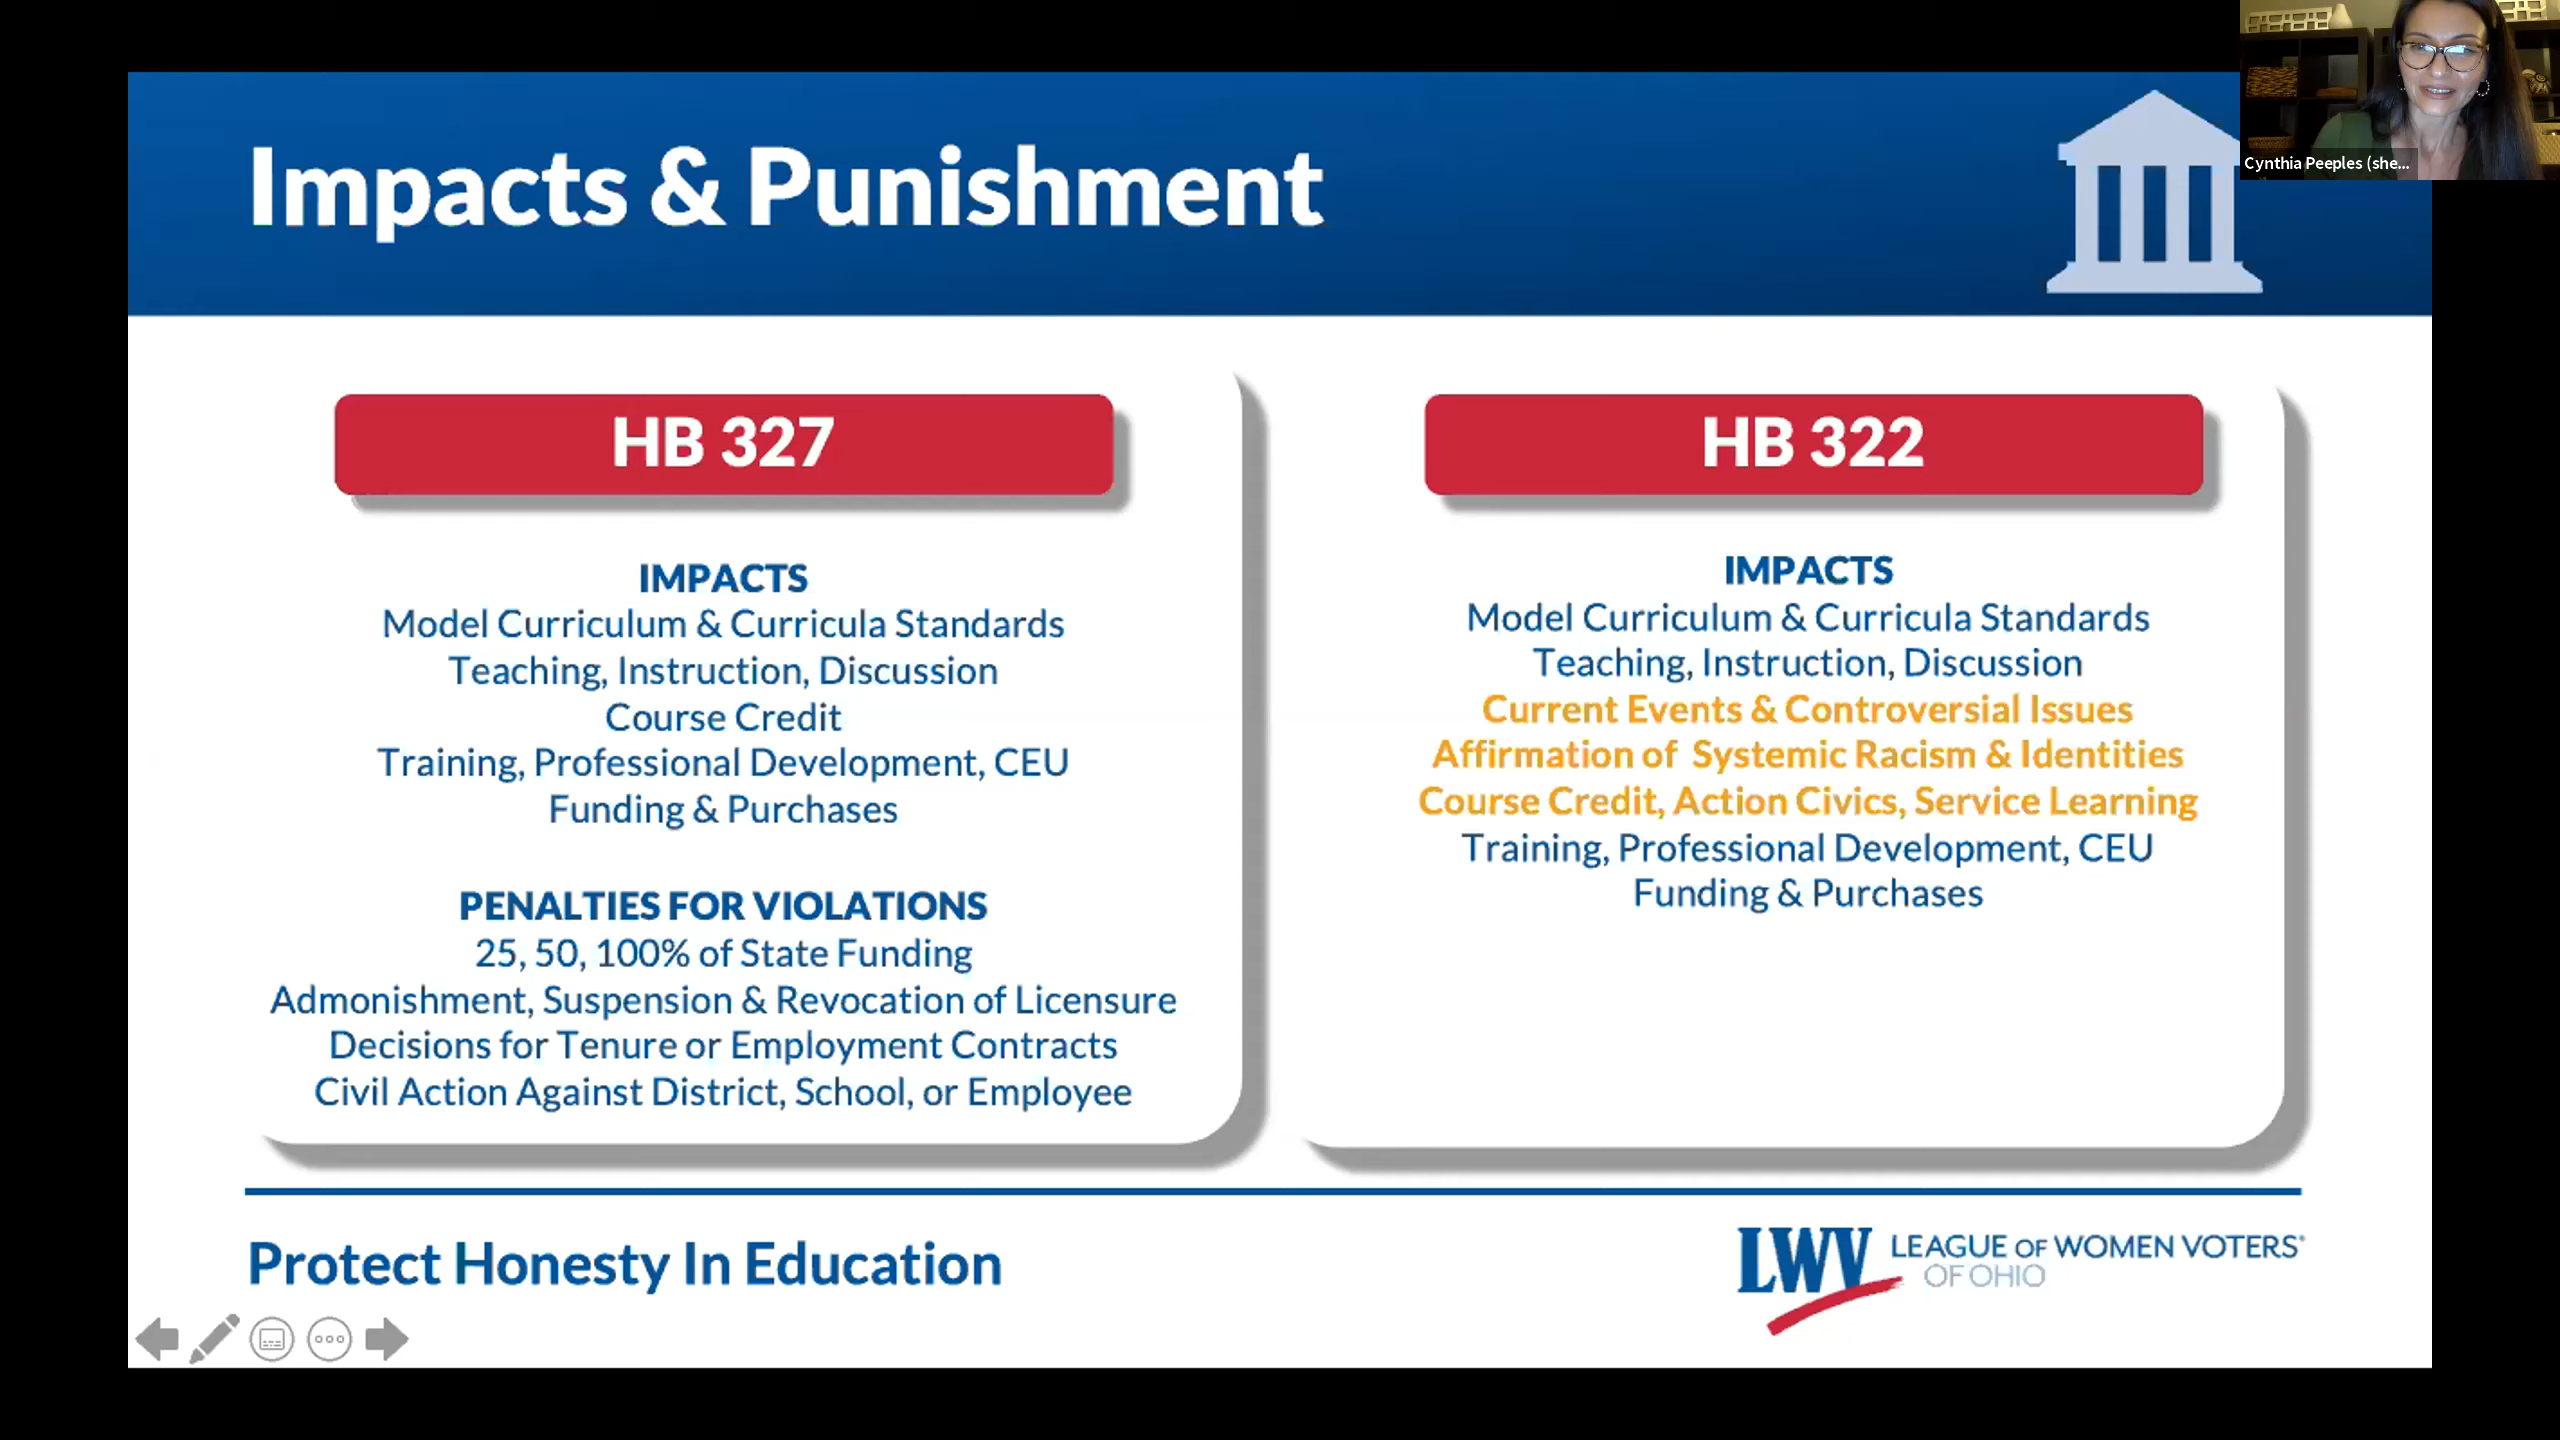 Impacts & Punishment
Cynthia Peeples (she...
HB 327
IMPACTS
Model Curriculum & Curricula Standards
Teaching, Instruction, Discussion
Course Credit
Training, Professional Development, CEU
Funding & Purchases
PENALTIES FOR VIOLATIONS
25, 50, 100% of State Funding
Admonishment, Suspension & Revocation of Licensure
Decisions for Tenure or Employment Contracts
Civil Action Against District, School, or Employee
HB 322
IMPACTS
Model Curriculum & Curricula Standards
Teaching, Instruction, Discussion
Current Events & Controversial Issues
Affirmation of Systemic Racism & Identities
Course Credit, Action Civics, Service Learning
Training, Professional Development, CEU
Funding & Purchases
Protect Honesty In Education
LWV LEAGUE OF WOMEN VOTERS®
OF OHIO